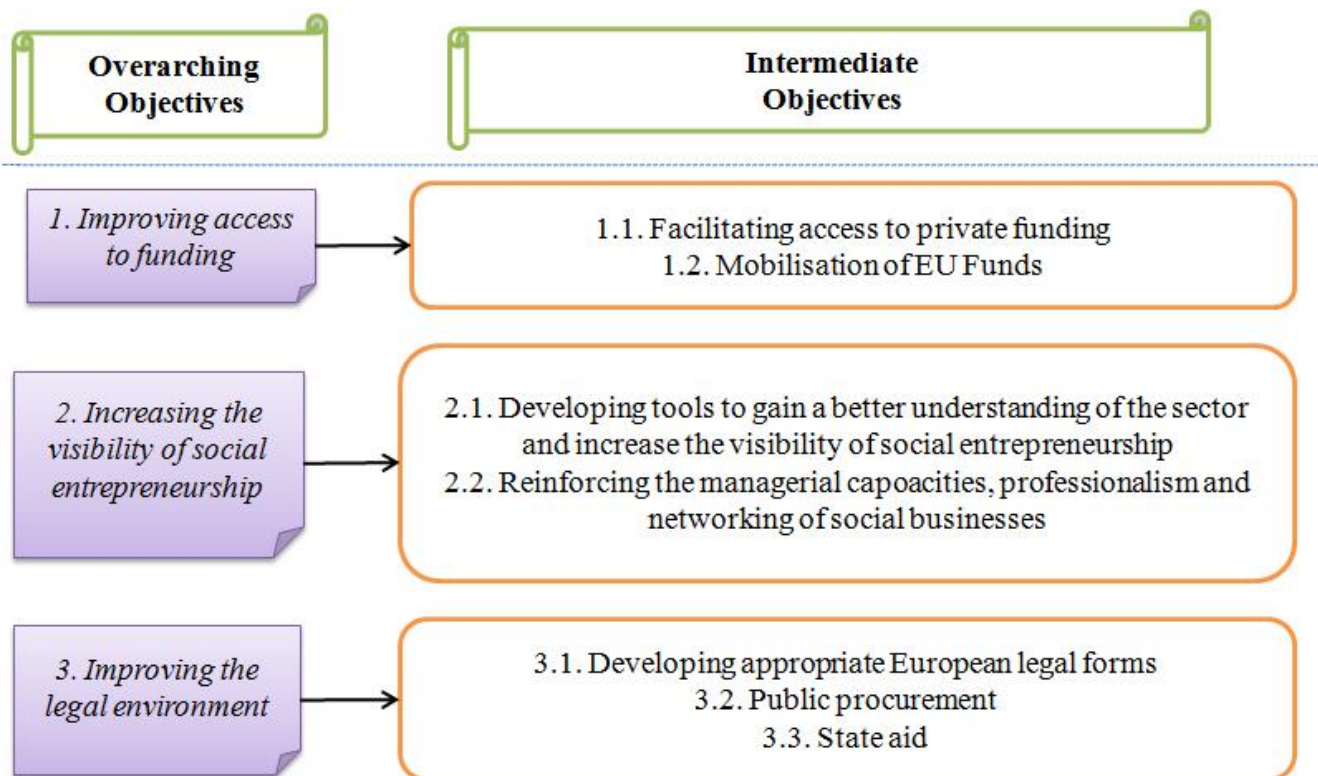 Overarching
Objectives
Intermediate
Objectives
1. Improving access
to funding
1.1. Facilitating access to private funding
1.2. Mobilisation of EU Funds
2. Increasing the
visibility of social
entrepreneurship
2.1. Developing tools to gain a better understanding of the sector
and increase the visibility of social entrepreneurship
2.2. Reinforcing the managerial capoacities, professionalism and
networking of social businesses
3. Improving the
legal environment
3.1. Developing appropriate European legal forms
3.2. Public procurement
3.3. State aid